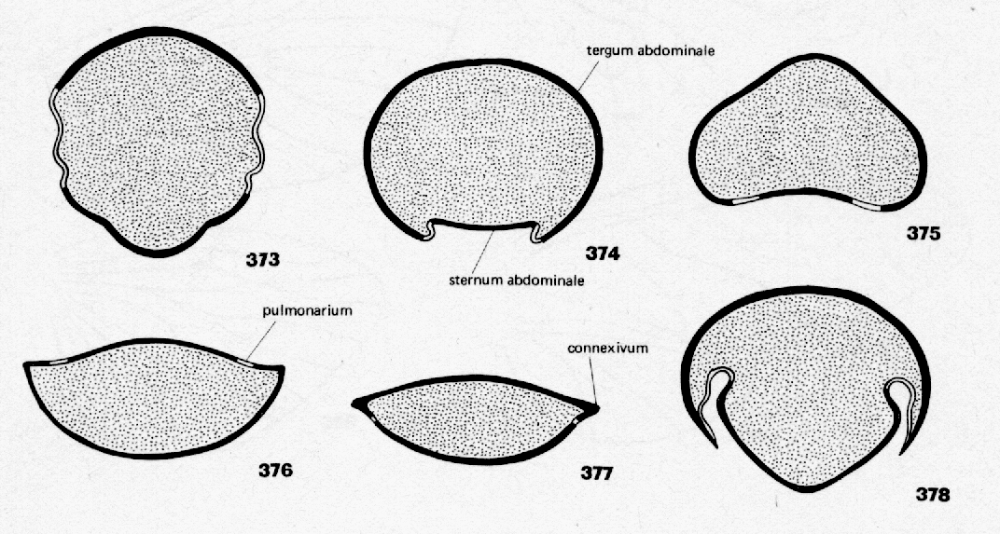 tergum abdominale
373
374
375
sternum abdominale
pulmonarium
connexivum
376
377
378